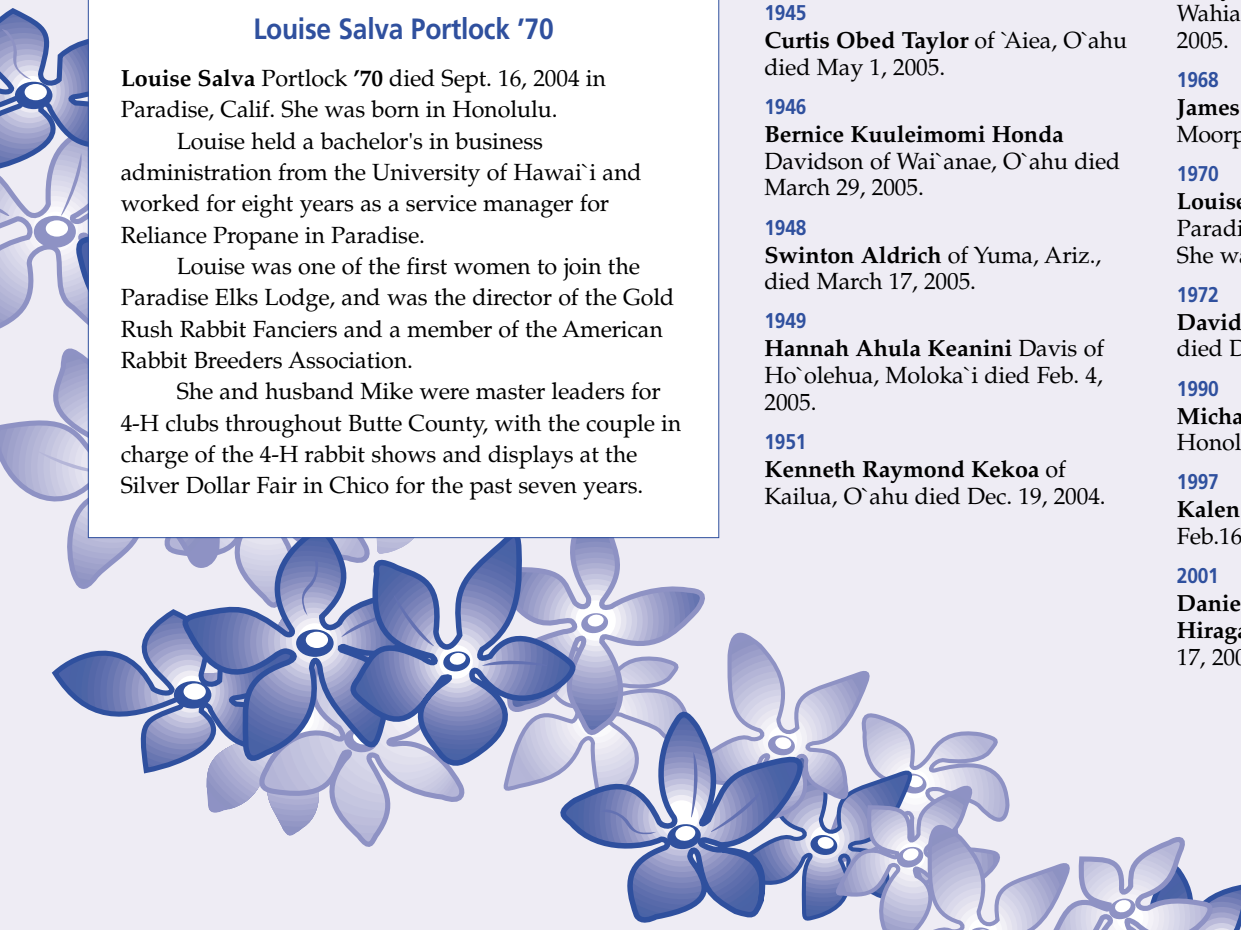 Louise Salva Portlock ’70
Louise Salva Portlock ’70 died Sept. 16, 2004 in
Paradise, Calif. She was born in Honolulu.
Louise held a bachelor's in business
administration from the University of Hawai`i and
worked for eight years as a service manager for
Reliance Propane in Paradise.
Louise was one of the first women to join the
Paradise Elks Lodge, and was the director of the Gold
Rush Rabbit Fanciers and a member of the American
Rabbit Breeders Association.
She and husband Mike were master leaders for
4-H clubs throughout Butte County, with the couple in
charge of the 4-H rabbit shows and displays at the
Silver Dollar Fair in Chico for the past seven years.
1945
Curtis Obed Taylor of `Aiea, O`ahu
died May 1, 2005.
1946
Bernice Kuuleimomi Honda
Davidson of Wai`anae, O`ahu died
March 29, 2005.
1948
Swinton Aldrich of Yuma, Ariz.,
died March 17, 2005.
1949
Hannah Ahula Keanini Davis of
Ho`olehua, Moloka`i died Feb. 4,
2005.
1951
Kenneth Raymond Kekoa of
Kailua, O`ahu died Dec. 19, 2004.
2005.
1968
James
1970
She
1972
David
died
1990
1997
Feb.16
2001
17,